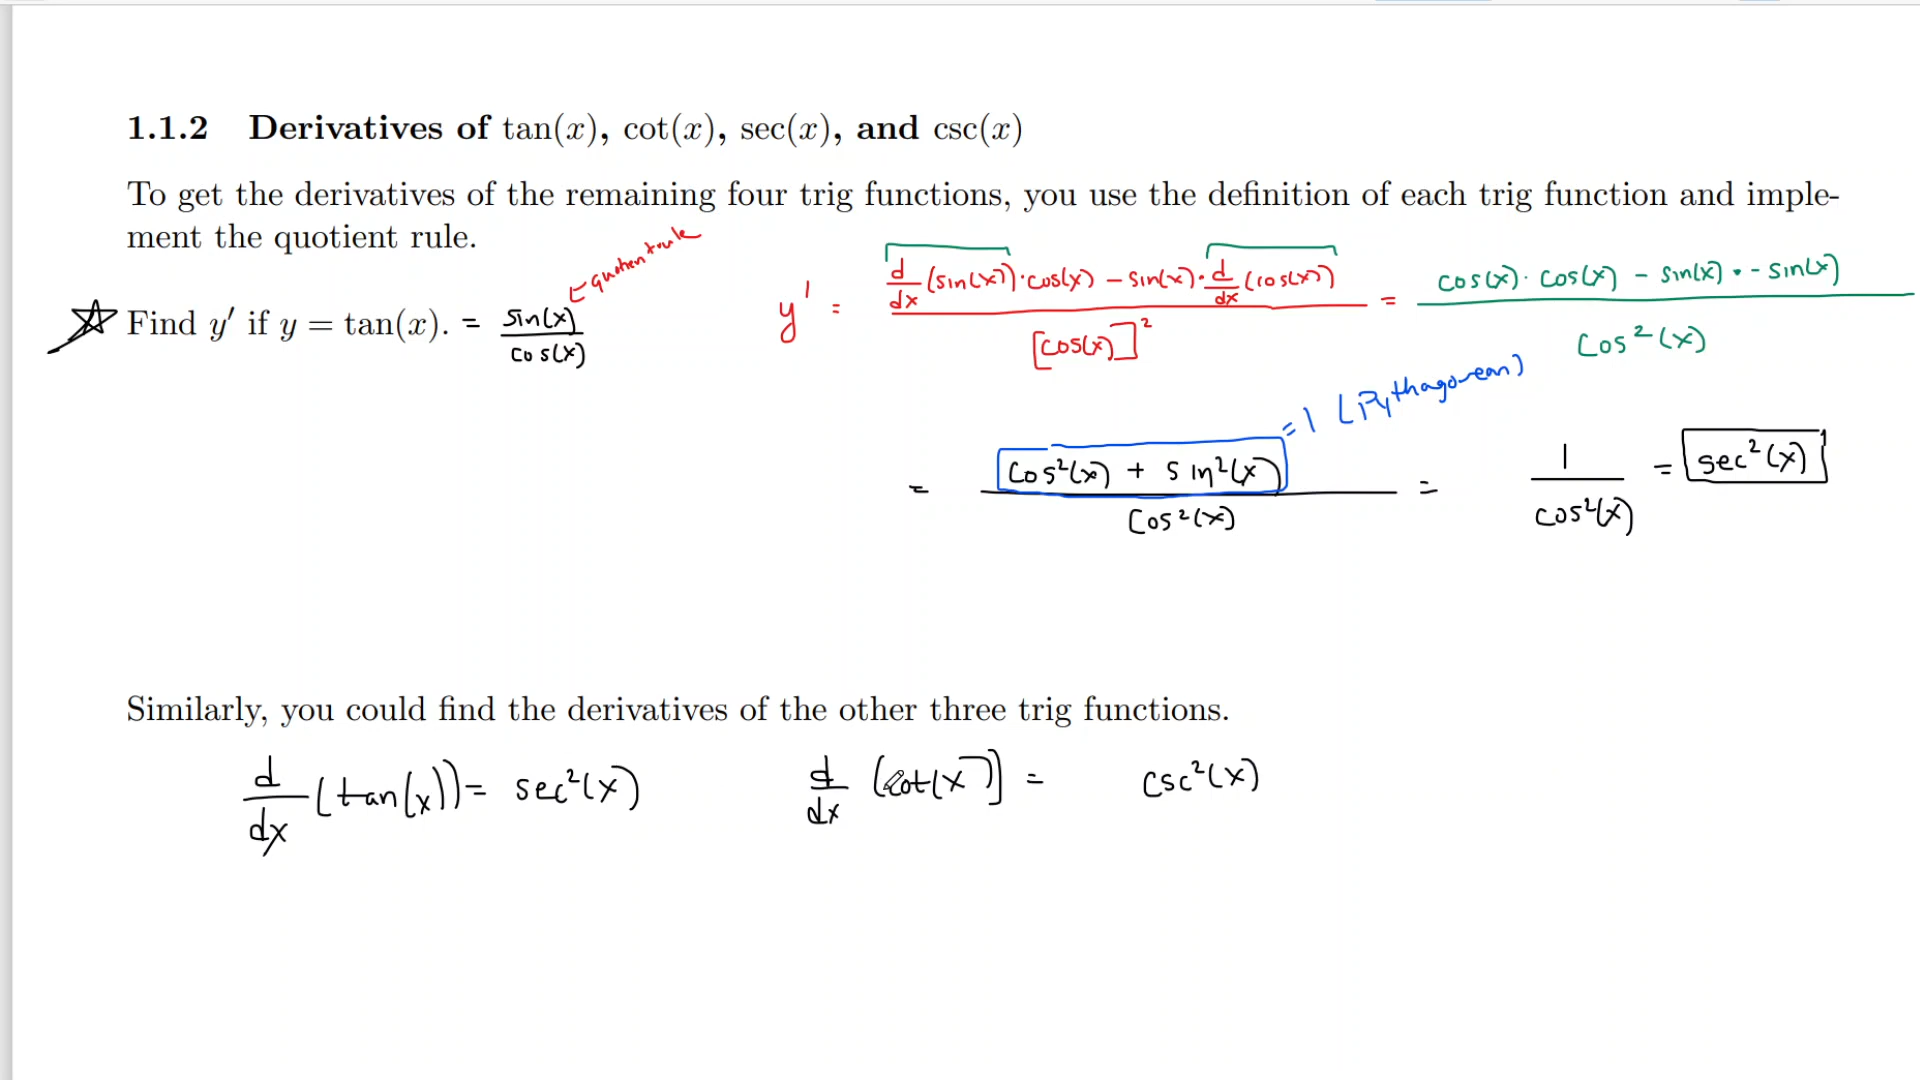 1.1.2 Derivatives of tan(x), cot(x), sec(x), and csc(x)
To get the derivatives of the remaining four trig functions, you use the definition of each trig function and imple-
ment the quotient rule.
Find y′ if y = tan(x). = sin(x)/cos(x)
quotient rule
y' = (d/dx (sin(x)) · cos(x) − sin(x) · d/dx (cos(x))) / [cos(x)]² = (cos(x) · cos(x) − sin(x) · - sin(x)) / cos²(x)
= (cos²(x) + sin²(x)) / cos²(x) = 1/cos²(x) = sec²(x)
= 1 (Pythagorean)
Similarly, you could find the derivatives of the other three trig functions.
d/dx (tan(x)) = sec²(x)
d/dx (cot(x)) = csc²(x)